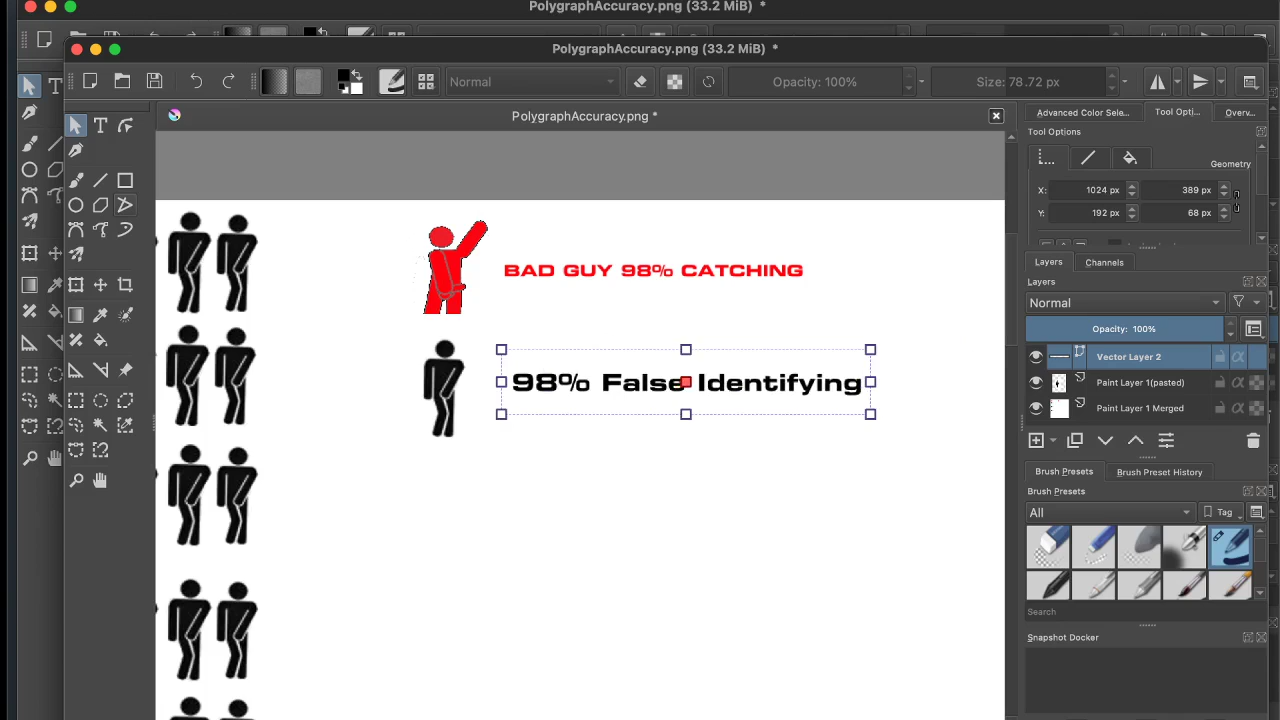 PolygraphAccuracy.png (33.2 MiB) *
PolygraphAccuracy.png (33.2 MiB) *
Normal
Opacity: 100%
Size: 78.72 px
PolygraphAccuracy.png *
Advanced Color Sele...
Tool Opti...
Overv...
Tool Options
Geometry
X:
1024 px
389 px
Y:
192 px
68 px
Layers
Channels
Layers
Normal
Opacity: 100%
Vector Layer 2
Paint Layer 1(pasted)
Paint Layer 1 Merged
Brush Presets
Brush Preset History
Brush Presets
All
Tag
Search
Snapshot Docker
BAD GUY 98% CATCHING
98% False Identifying